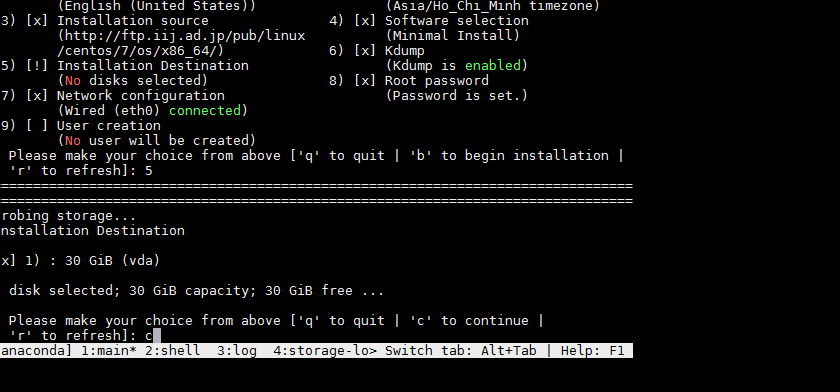 (English (United States)) (Asia/Ho_Chi_Minh timezone)
3) [x] Installation source 4) [x] Software selection
(http://ftp.iij.ad.jp/pub/linux (Minimal Install)
/centos/7/os/x86_64/) 6) [x] Kdump
5) [!] Installation Destination (Kdump is enabled)
(No disks selected) 8) [x] Root password
7) [x] Network configuration (Password is set.)
(Wired (eth0) connected)
9) [ ] User creation
(No user will be created)
Please make your choice from above ['q' to quit | 'b' to begin installation |
'r' to refresh]: 5
================================================================================
================================================================================
robing storage...
nstallation Destination
x] 1) : 30 GiB (vda)
disk selected; 30 GiB capacity; 30 GiB free ...
Please make your choice from above ['q' to quit | 'c' to continue |
'r' to refresh]: c
anaconda] 1:main* 2:shell 3:log 4:storage-lo> Switch tab: Alt+Tab | Help: F1